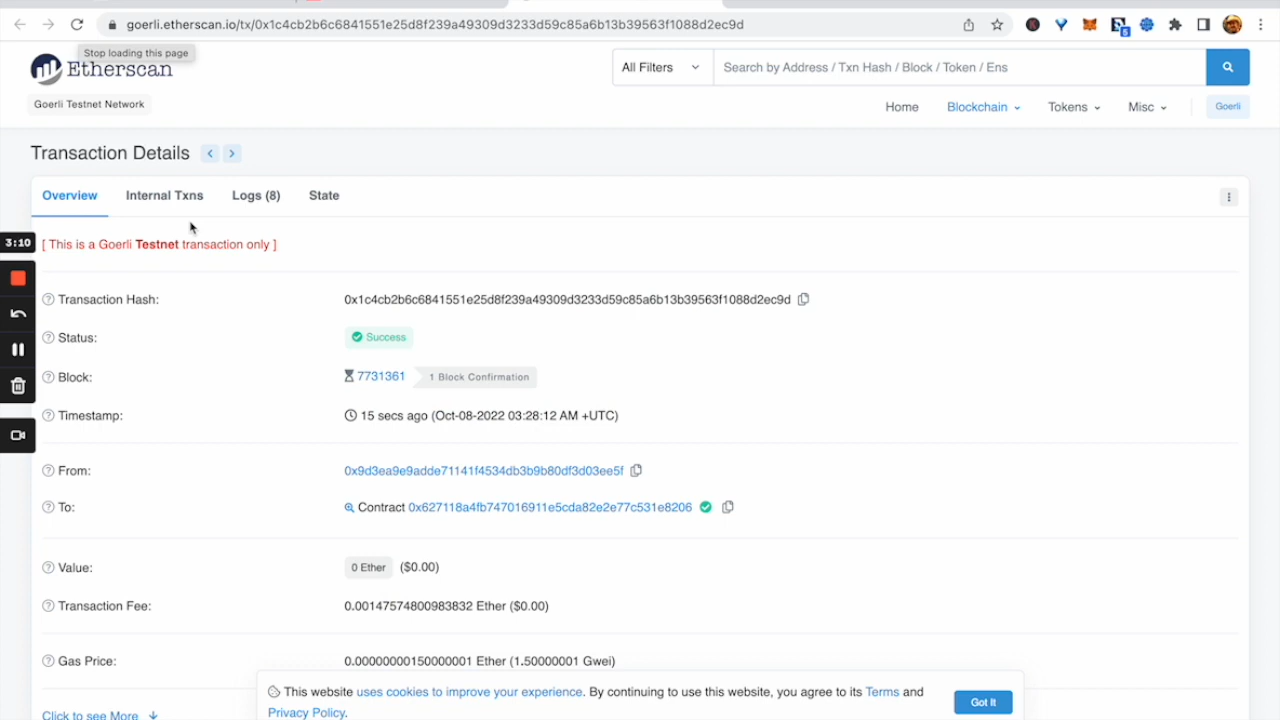 goerli.etherscan.io/tx/0x1c4cb2b6c6841551e25d8f239a49309d3233d59c85a6b13b39563f1088d2ec9d
5
Stop loading this page
Etherscan
All Filters
Search by Address / Txn Hash / Block / Token / Ens
Goerli Testnet Network
Home
Blockchain
Tokens
Misc
Goerli
Transaction Details
Overview
Internal Txns
Logs (8)
State
3:10
[ This is a Goerli Testnet transaction only ]
Transaction Hash:
0x1c4cb2b6c6841551e25d8f239a49309d3233d59c85a6b13b39563f1088d2ec9d
Status:
Success
Block:
7731361
1 Block Confirmation
Timestamp:
15 secs ago (Oct-08-2022 03:28:12 AM +UTC)
From:
0x9d3ea9e9adde71141f4534db3b9b80df3d03ee5f
To:
Contract 0x627118a4fb747016911e5cda82e2e77c531e8206
Value:
0 Ether
($0.00)
Transaction Fee:
0.00147574800983832 Ether ($0.00)
Gas Price:
0.00000000150000001 Ether (1.50000001 Gwei)
This website uses cookies to improve your experience. By continuing to use this website, you agree to its Terms and
Privacy Policy.
Got It
Click to see More